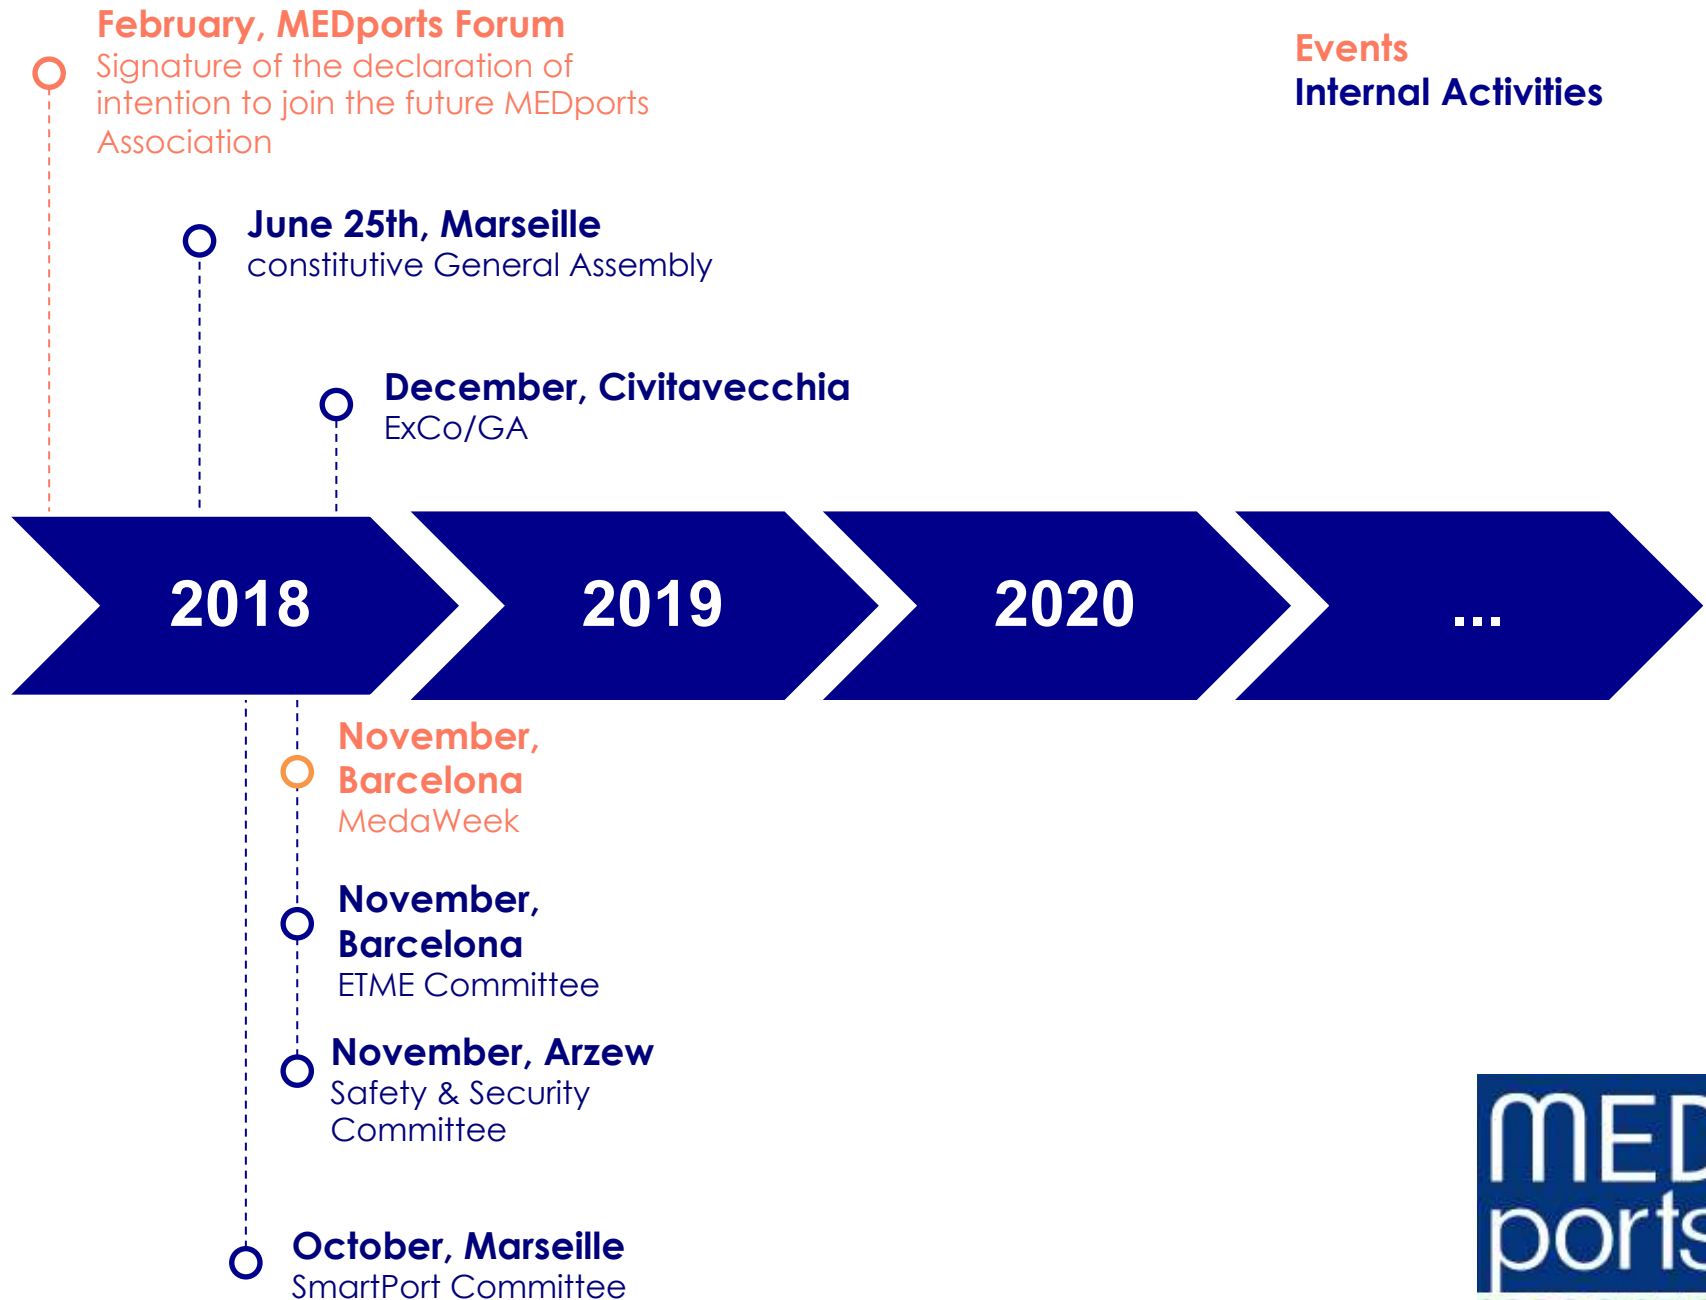 February, MEDports Forum
Signature of the declaration of
intention to join the future MEDports
Association
Events
Internal Activities
June 25th, Marseille
constitutive General Assembly
December, Civitavecchia
ExCo/GA
2018
2019
2020
...
November,
Barcelona
MedaWeek
November,
Barcelona
ETME Committee
November, Arzew
Safety & Security
Committee
October, Marseille
SmartPort Committee
MED
ports